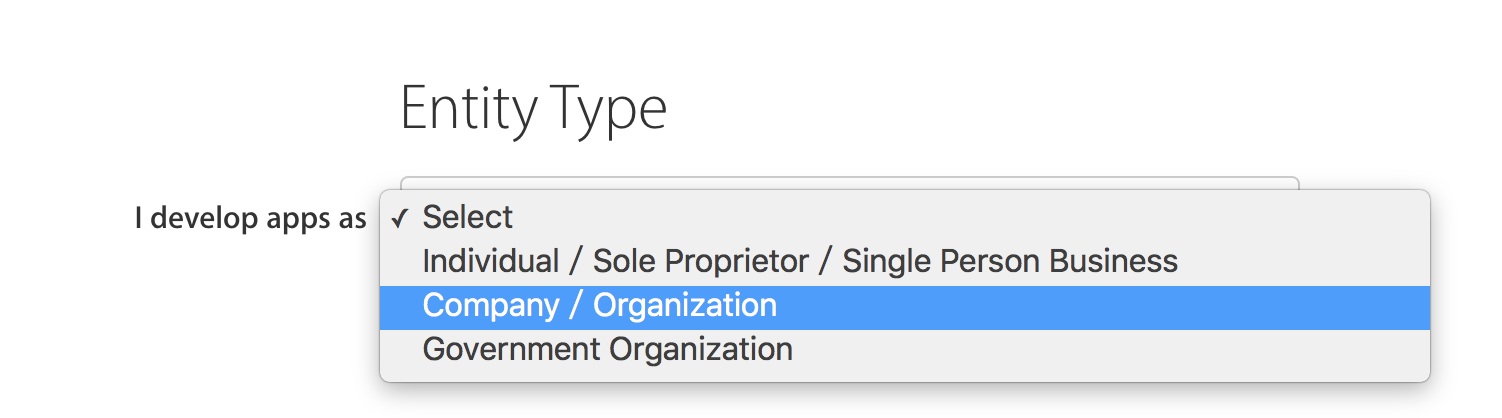 Entity Type
I develop apps as
✓ Select
Individual / Sole Proprietor / Single Person Business
Company / Organization
Government Organization